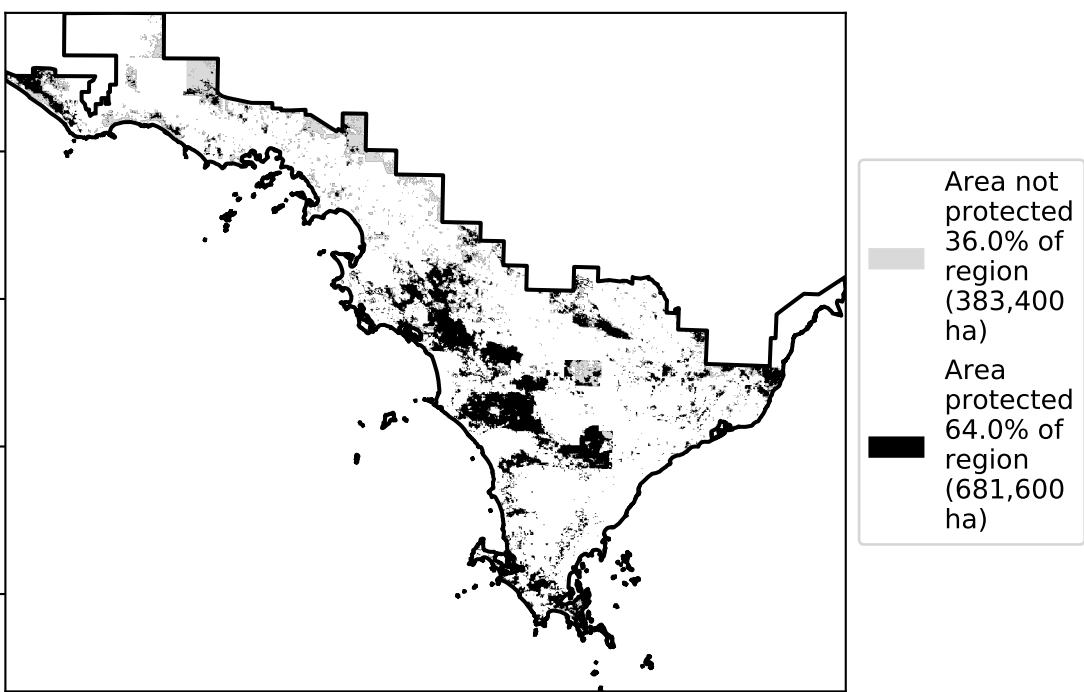 Area not
protected
36.0% of
region
(383,400
ha)
Area
protected
64.0% of
region
(681,600
ha)